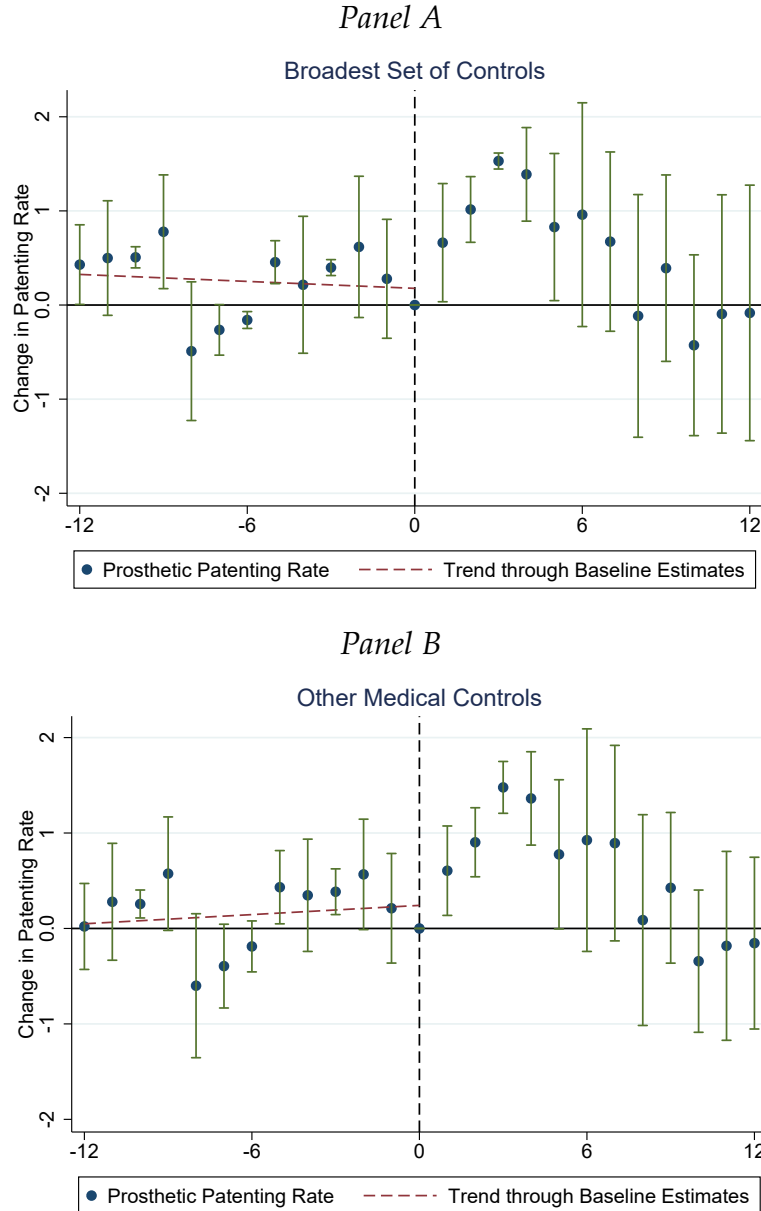 Panel A
Broadest Set of Controls
Change in Patenting Rate
2
1
0.0
-1
-2
-12 -6 0 6 12
Prosthetic Patenting Rate Trend through Baseline Estimates
Panel B
Other Medical Controls
Change in Patenting Rate
2
1
0.0
-1
-2
-12 -6 0 6 12
Prosthetic Patenting Rate Trend through Baseline Estimates